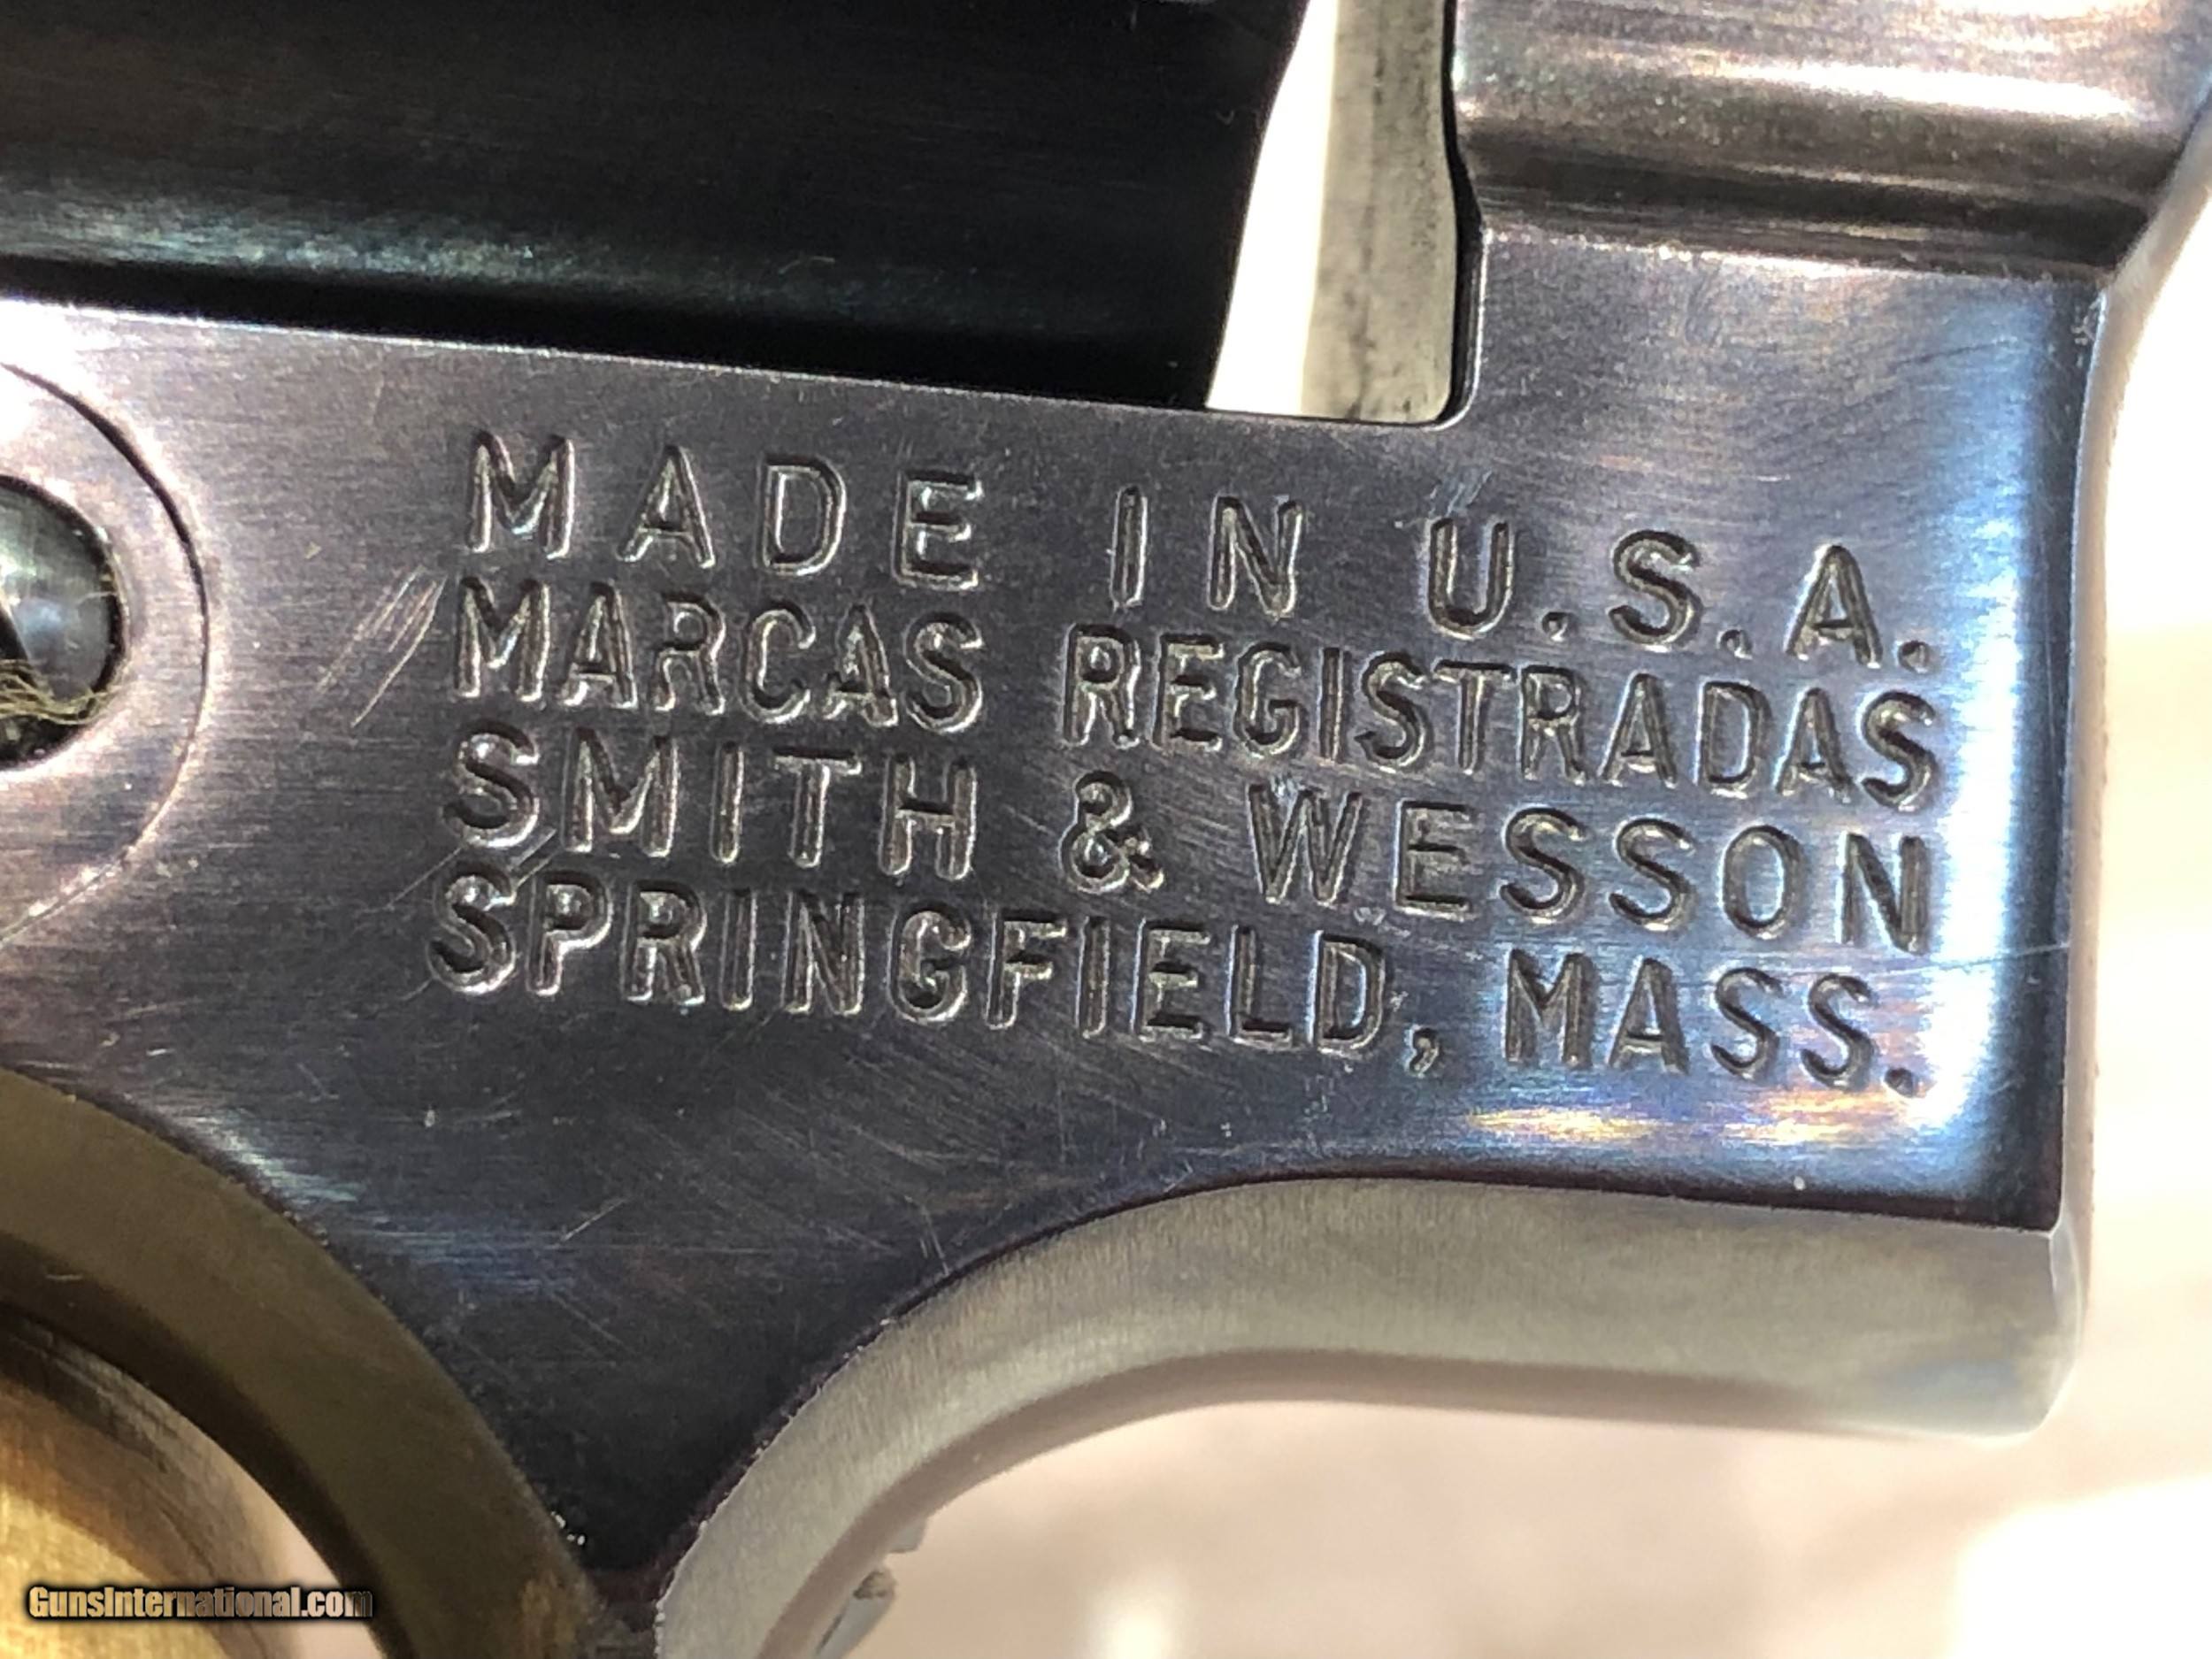 MADE IN U.S.A.
MARCAS REGISTRADAS
SMITH & WESSON
SPRINGFIELD, MASS.
GunsInternational.com